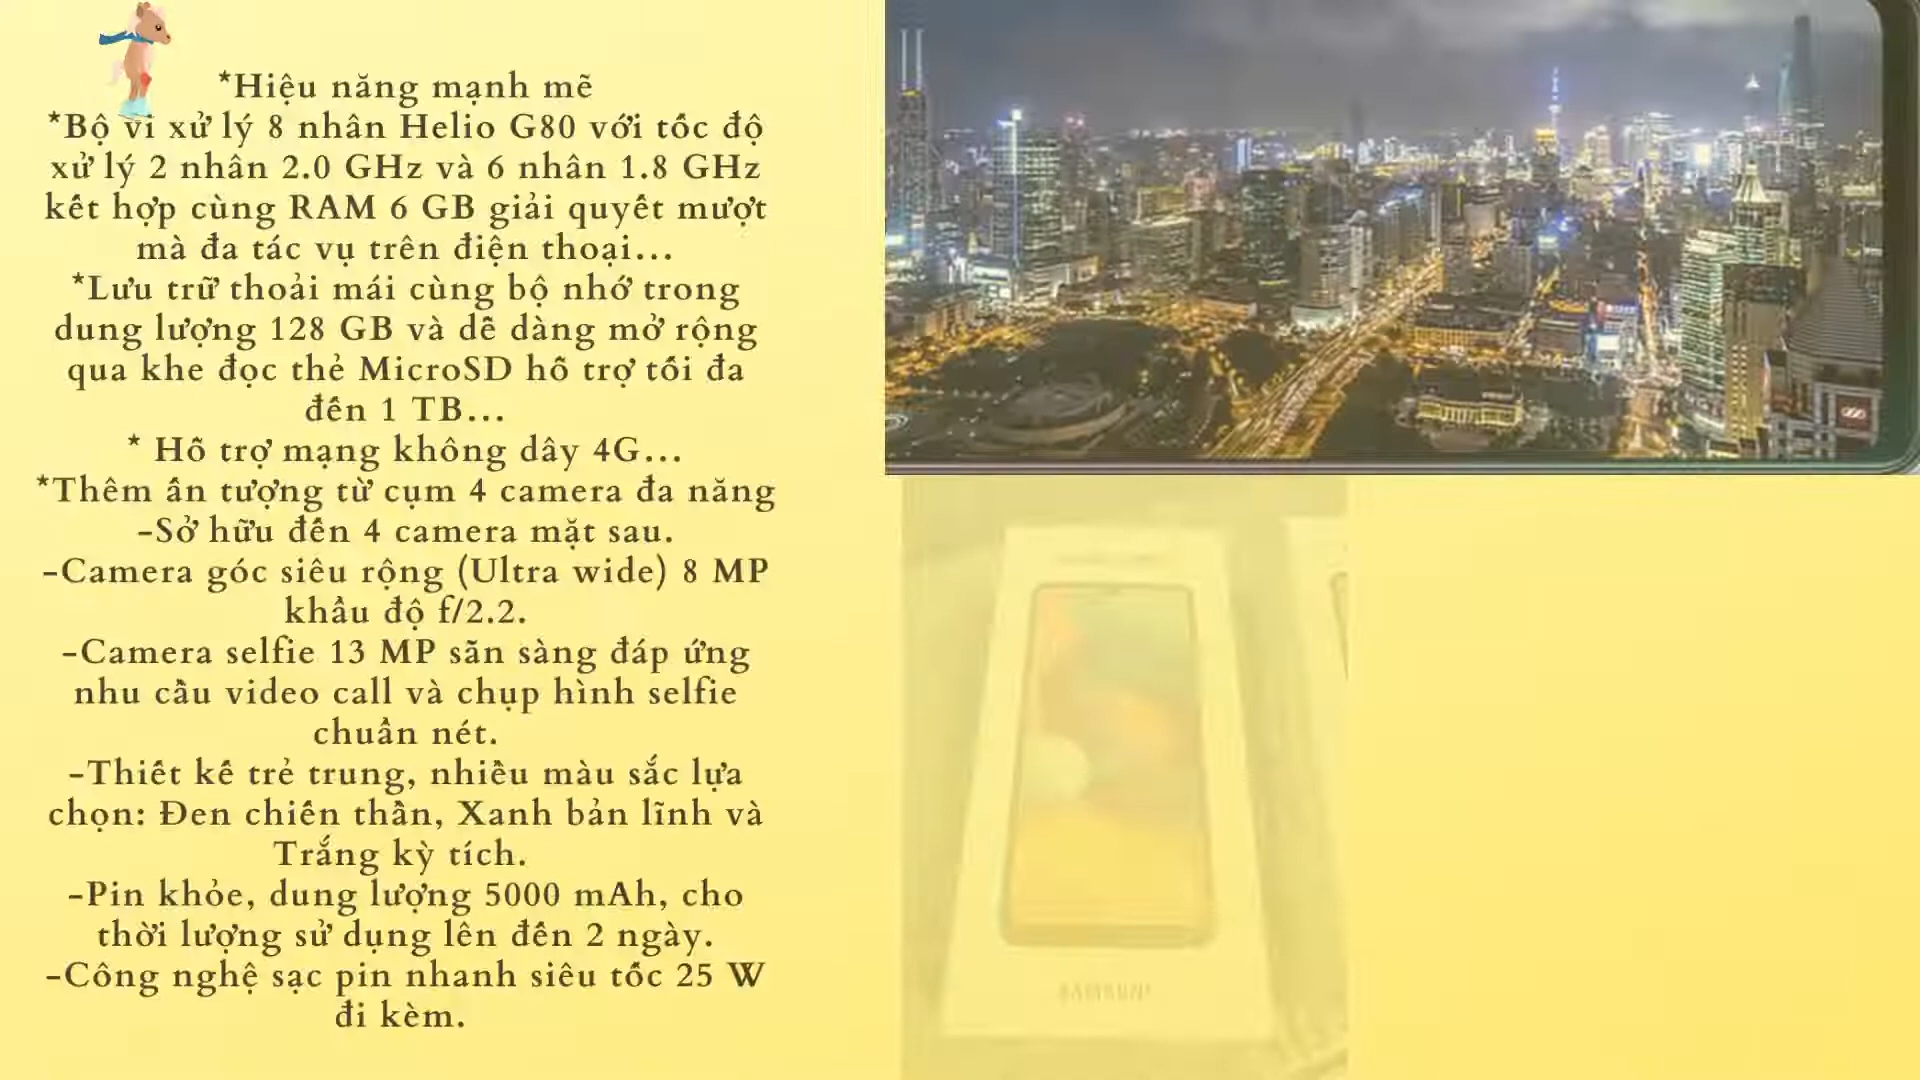 *Hiệu năng mạnh mẽ
*Bộ vi xử lý 8 nhân Helio G80 với tốc độ
xử lý 2 nhân 2.0 GHz và 6 nhân 1.8 GHz
kết hợp cùng RAM 6 GB giải quyết mượt
mà đa tác vụ trên điện thoại...
*Lưu trữ thoải mái cùng bộ nhớ trong
dung lượng 128 GB và dễ dàng mở rộng
qua khe đọc thẻ MicroSD hỗ trợ tối đa
đến 1 TB...
* Hỗ trợ mạng không dây 4G...
*Thêm ấn tượng từ cụm 4 camera đa năng
-Sở hữu đến 4 camera mặt sau.
-Camera góc siêu rộng (Ultra wide) 8 MP
khẩu độ f/2.2.
-Camera selfie 13 MP sẵn sàng đáp ứng
nhu cầu video call và chụp hình selfie
chuẩn nét.
-Thiết kế trẻ trung, nhiều màu sắc lựa
chọn: Đen chiến thần, Xanh bản lĩnh và
Trắng kỳ tích.
-Pin khỏe, dung lượng 5000 mAh, cho
thời lượng sử dụng lên đến 2 ngày.
-Công nghệ sạc pin nhanh siêu tốc 25 W
đi kèm.
SAMSUNG